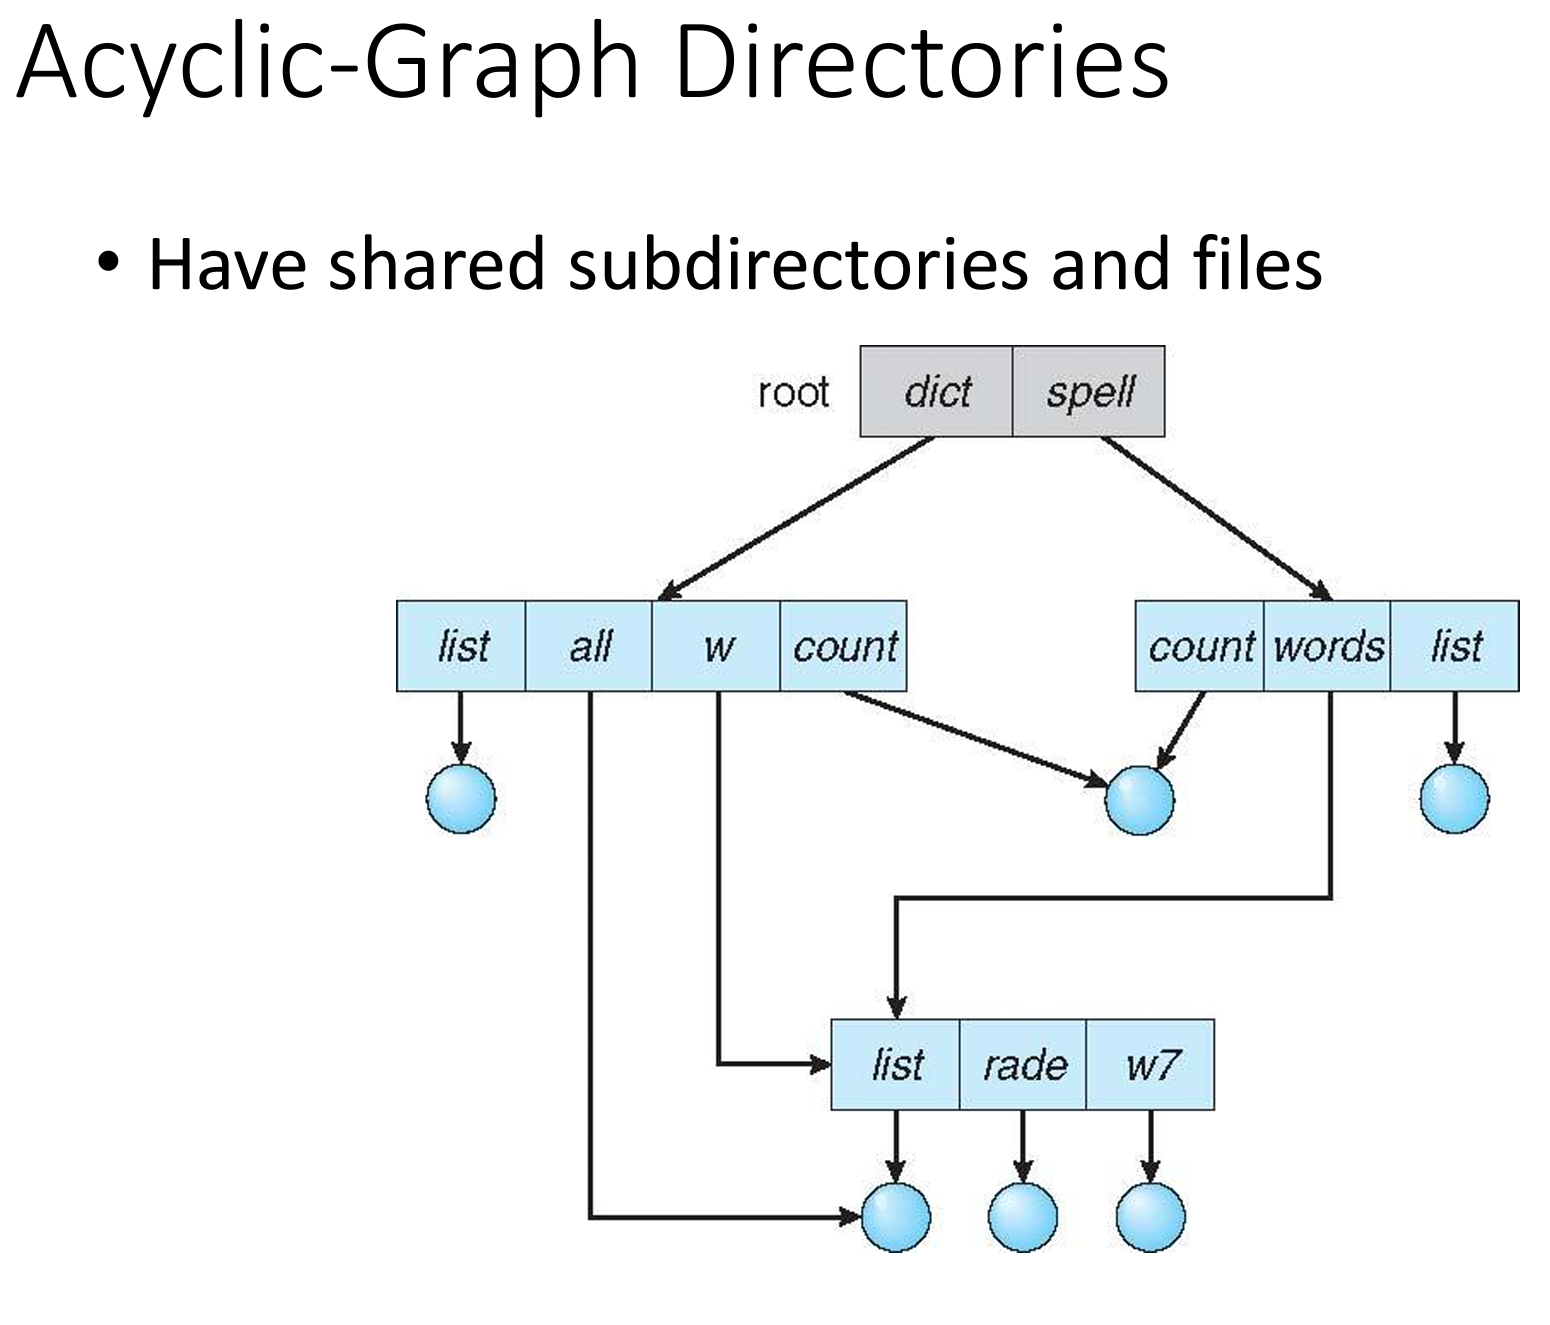 Acyclic-Graph Directories
• Have shared subdirectories and files
root dict spell
list all w count count words list
list rade w7